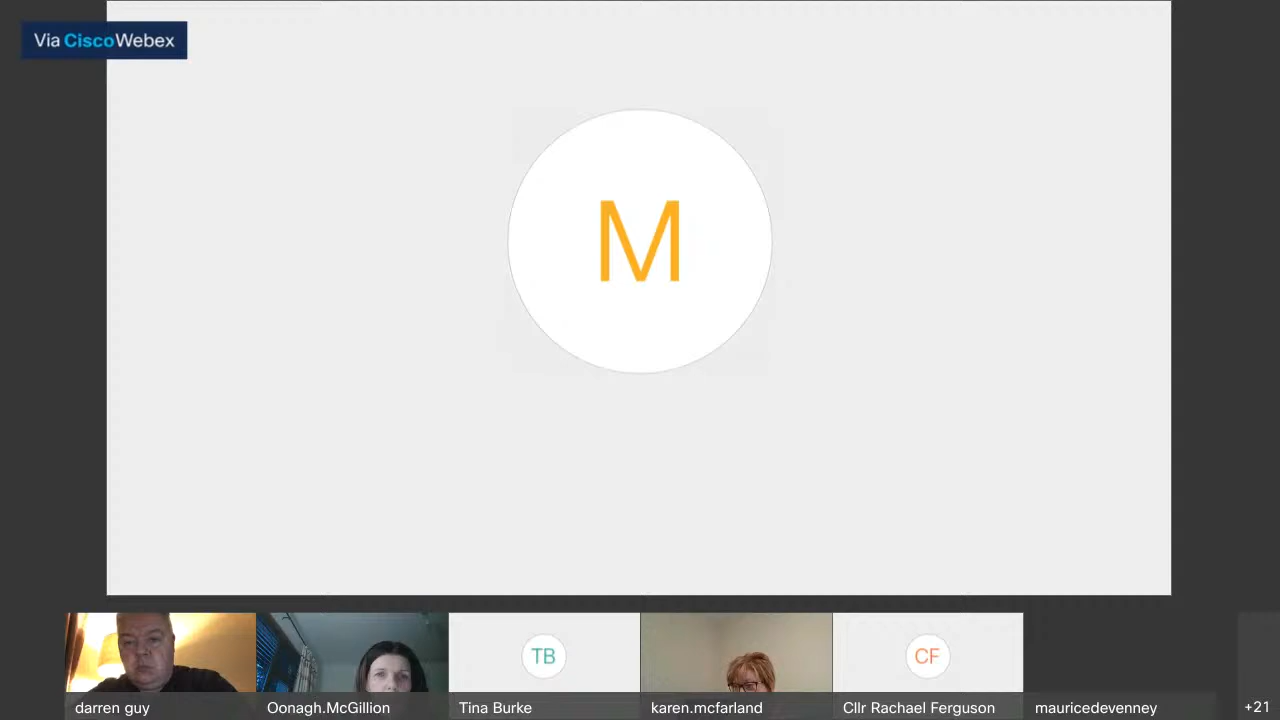 Via CiscoWebex
M
TB
CF
darren guy
Oonagh.McGillion
Tina Burke
karen.mcfarland
Cllr Rachael Ferguson
mauricedevenney
+21